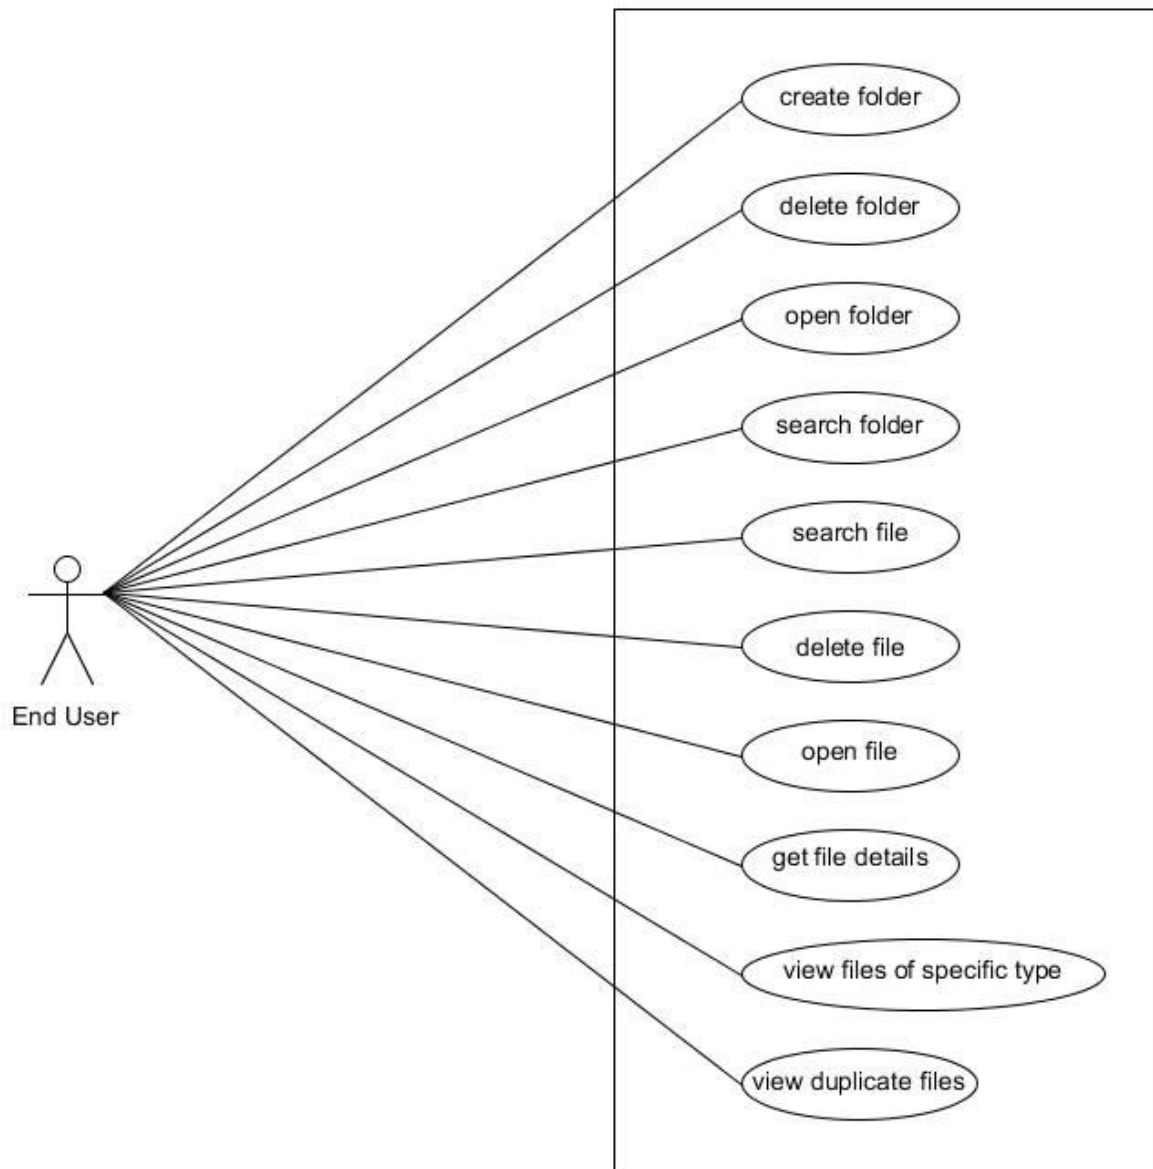 create folder
delete folder
open folder
search folder
search file
delete file
End User
open file
get file details
view files of specific type
view duplicate files